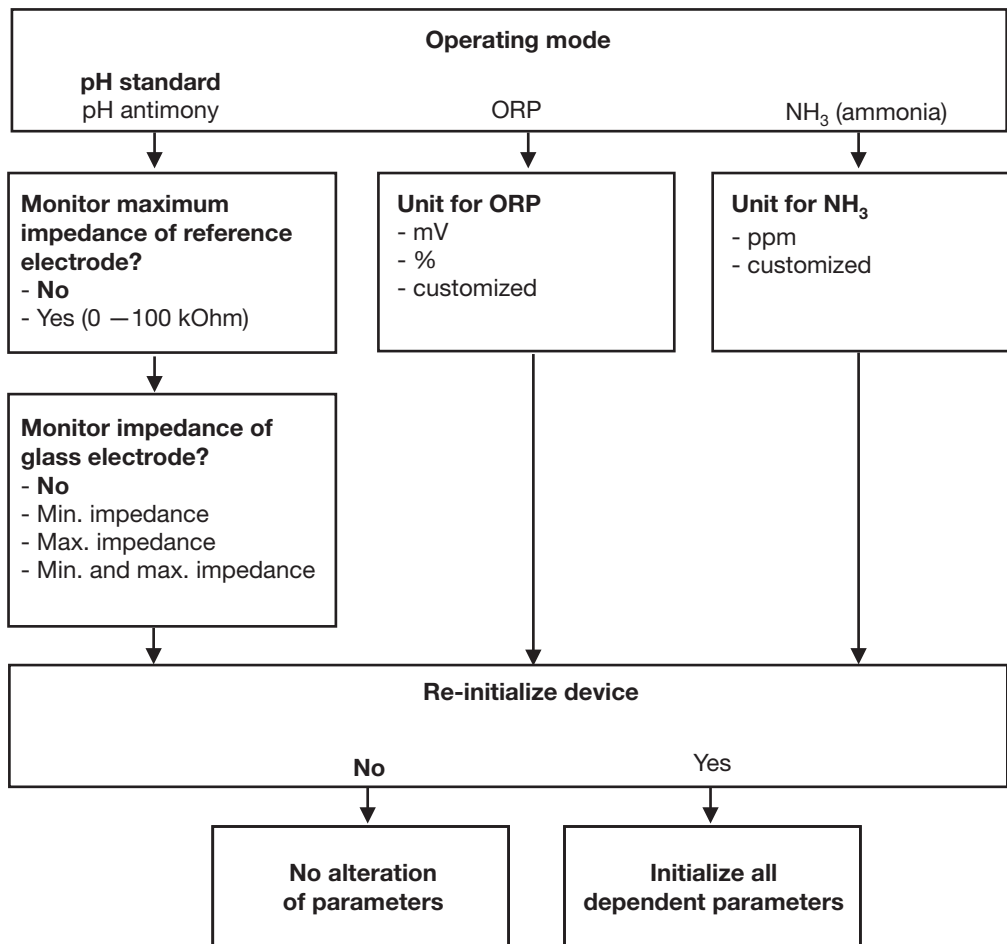 Operating mode
pH standard
pH antimony
ORP
NH₃ (ammonia)
Monitor maximum
impedance of reference
electrode?
- No
- Yes (0 —100 kOhm)
Unit for ORP
- mV
- %
- customized
Unit for NH₃
- ppm
- customized
Monitor impedance of
glass electrode?
- No
- Min. impedance
- Max. impedance
- Min. and max. impedance
Re-initialize device
No
Yes
No alteration
of parameters
Initialize all
dependent parameters